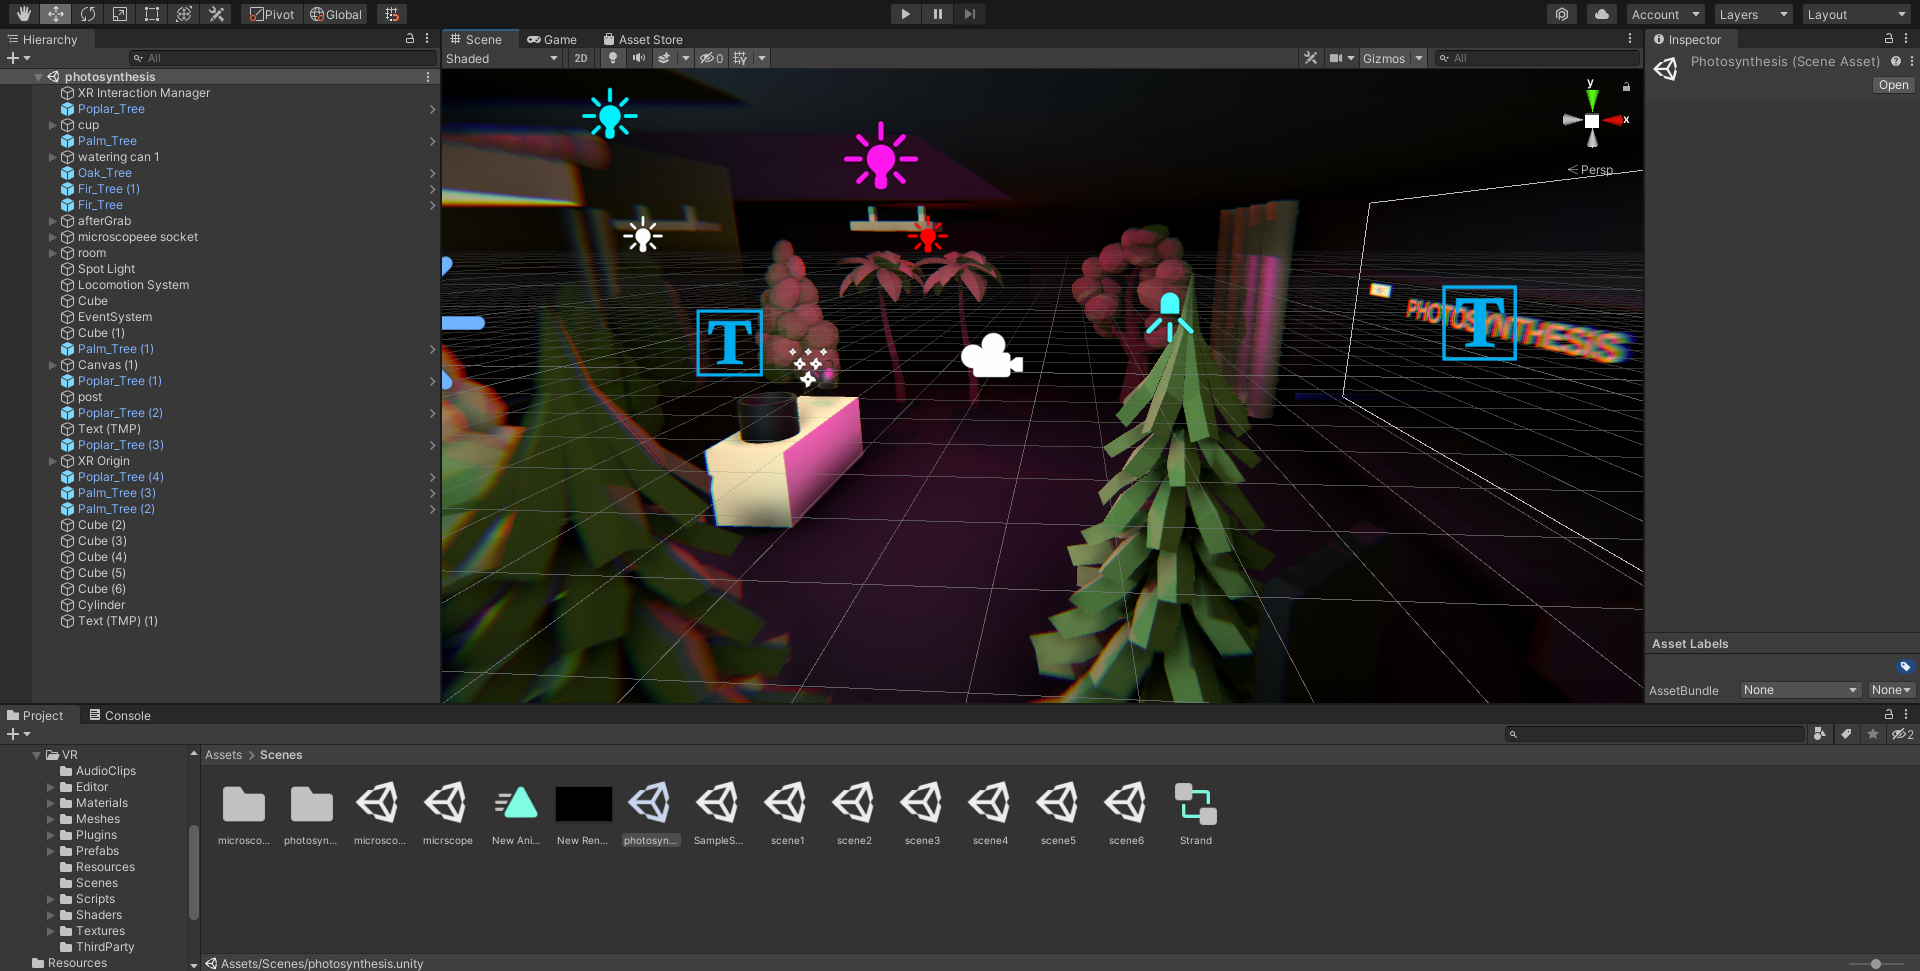 Pivot Global Account Layers Layout
Hierarchy
All
photosynthesis
XR Interaction Manager
Poplar_Tree
cup
Palm_Tree
watering can 1
Oak_Tree
Fir_Tree (1)
Fir_Tree
afterGrab
microscopeee socket
room
Spot Light
Locomotion System
Cube
EventSystem
Cube (1)
Palm_Tree (1)
Canvas (1)
Poplar_Tree (1)
post
Poplar_Tree (2)
Text (TMP)
Poplar_Tree (3)
XR Origin
Poplar_Tree (4)
Palm_Tree (3)
Palm_Tree (2)
Cube (2)
Cube (3)
Cube (4)
Cube (5)
Cube (6)
Cylinder
Text (TMP) (1)
Scene Game Asset Store
Shaded 2D 0 Gizmos All
y
x
Persp
T
T
PHOTOSYNTHESIS
Inspector
Photosynthesis (Scene Asset)
Open
Asset Labels
AssetBundle None None
Project Console
2
VR
AudioClips
Editor
Materials
Meshes
Plugins
Prefabs
Resources
Scenes
Scripts
Shaders
Textures
ThirdParty
Resources
Assets > Scenes
microsco... photosyn... microsco... micrscope New Ani... New Ren... photosyn... SampleS... scene1 scene2 scene3 scene4 scene5 scene6 Strand
Assets/Scenes/photosynthesis.unity